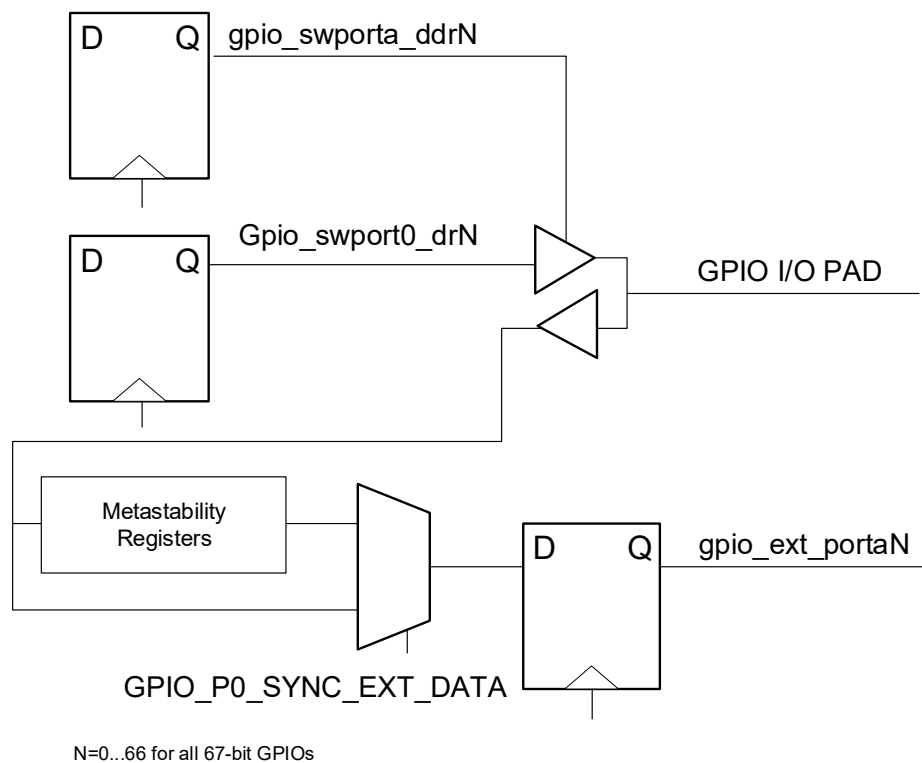 D Q gpio_swporta_ddrN
D Q Gpio_swport0_drN
GPIO I/O PAD
Metastability
Registers
D Q gpio_ext_portaN
GPIO_P0_SYNC_EXT_DATA
N=0...66 for all 67-bit GPIOs